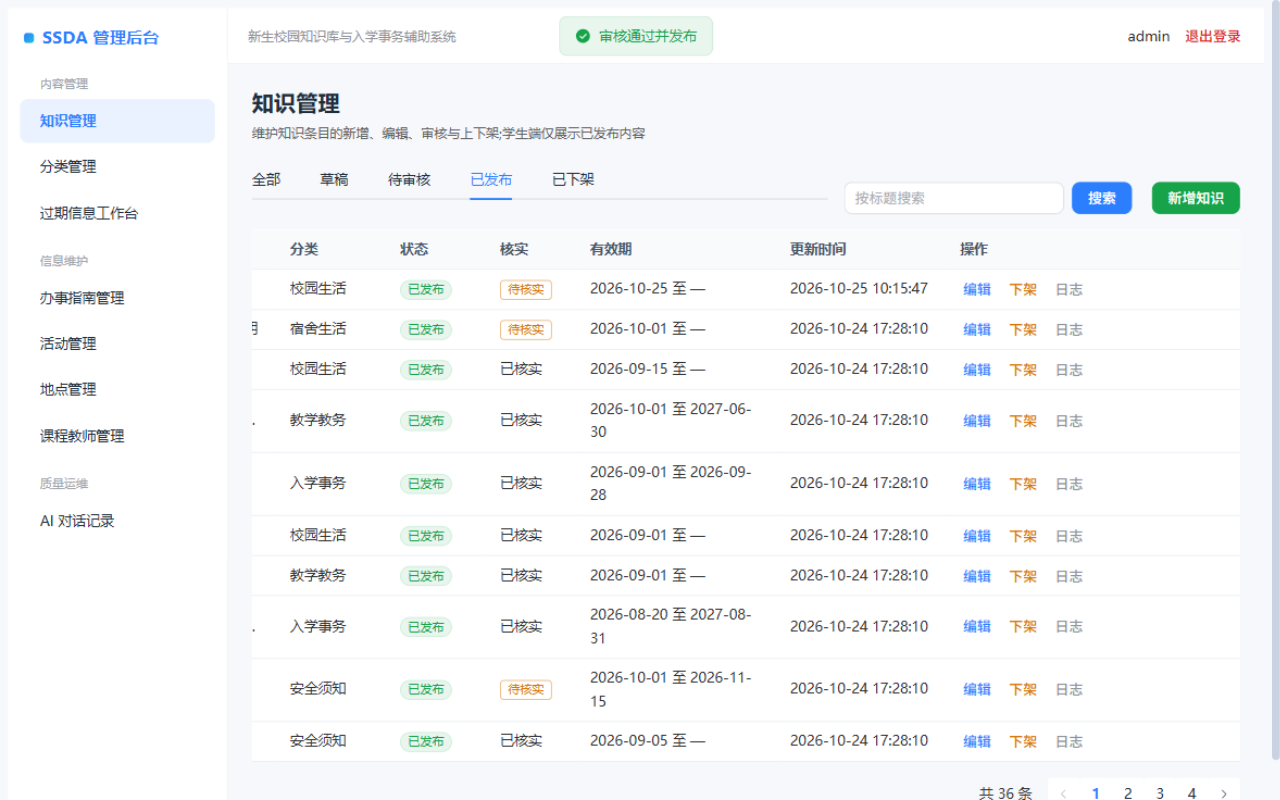 SSDA 管理后台
新生校园知识库与入学事务辅助系统
审核通过并发布
admin 退出登录
内容管理
知识管理
分类管理
过期信息工作台
信息维护
办事指南管理
活动管理
地点管理
课程教师管理
质量运维
AI 对话记录
知识管理
维护知识条目的新增、编辑、审核与上下架;学生端仅展示已发布内容
全部 草稿 待审核 已发布 已下架
按标题搜索 搜索 新增知识
分类 状态 核实 有效期 更新时间 操作
校园生活 已发布 待核实 2026-10-25 至 — 2026-10-25 10:15:47 编辑 下架 日志
宿舍生活 已发布 待核实 2026-10-01 至 — 2026-10-24 17:28:10 编辑 下架 日志
校园生活 已发布 已核实 2026-09-15 至 — 2026-10-24 17:28:10 编辑 下架 日志
教学教务 已发布 已核实 2026-10-01 至 2027-06-
30 2026-10-24 17:28:10 编辑 下架 日志
入学事务 已发布 已核实 2026-09-01 至 2026-09-
28 2026-10-24 17:28:10 编辑 下架 日志
校园生活 已发布 已核实 2026-09-01 至 — 2026-10-24 17:28:10 编辑 下架 日志
教学教务 已发布 已核实 2026-09-01 至 — 2026-10-24 17:28:10 编辑 下架 日志
入学事务 已发布 已核实 2026-08-20 至 2027-08-
31 2026-10-24 17:28:10 编辑 下架 日志
安全须知 已发布 待核实 2026-10-01 至 2026-11-
15 2026-10-24 17:28:10 编辑 下架 日志
安全须知 已发布 已核实 2026-09-05 至 — 2026-10-24 17:28:10 编辑 下架 日志
共 36 条 < 1 2 3 4 >